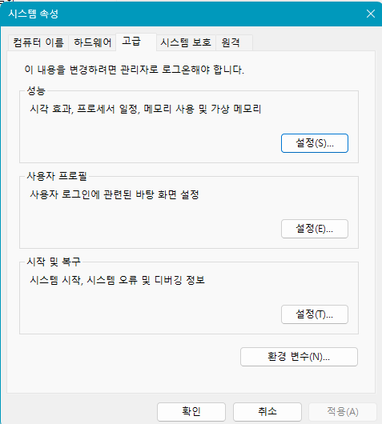 시스템 속성
컴퓨터 이름 하드웨어 고급 시스템 보호 원격
이 내용을 변경하려면 관리자로 로그온해야 합니다.
성능
시각 효과, 프로세서 일정, 메모리 사용 및 가상 메모리
설정(S)...
사용자 프로필
사용자 로그인에 관련된 바탕 화면 설정
설정(E)...
시작 및 복구
시스템 시작, 시스템 오류 및 디버깅 정보
설정(T)...
환경 변수(N)...
확인 취소 적용(A)